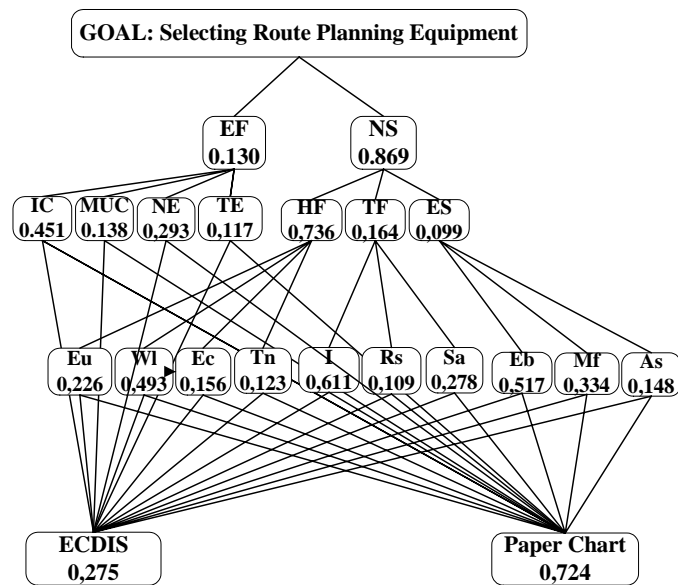 GOAL: Selecting Route Planning Equipment
EF
0.130
NS
0.869
IC
0.451
MUC
0.138
NE
0,293
TE
0,117
HF
0,736
TF
0,164
ES
0,099
Eu
0,226
Wl
0,493
Ec
0,156
Tn
0,123
I
0,611
Rs
0,109
Sa
0,278
Eb
0,517
Mf
0,334
As
0,148
ECDIS
0,275
Paper Chart
0,724